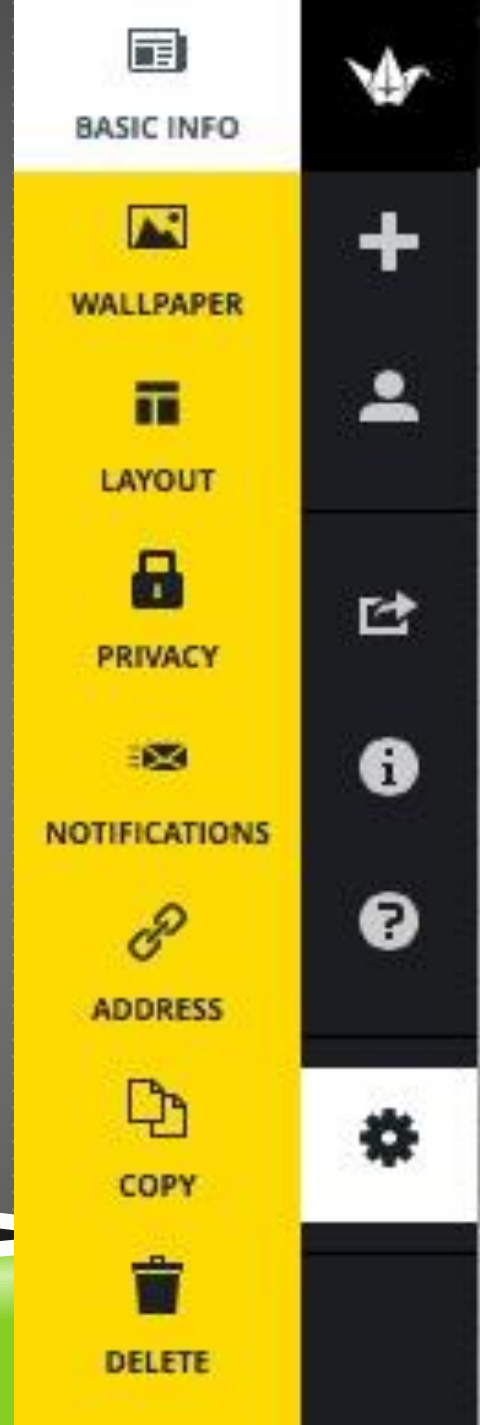 BASIC INFO
WALLPAPER
LAYOUT
PRIVACY
NOTIFICATIONS
ADDRESS
COPY
DELETE